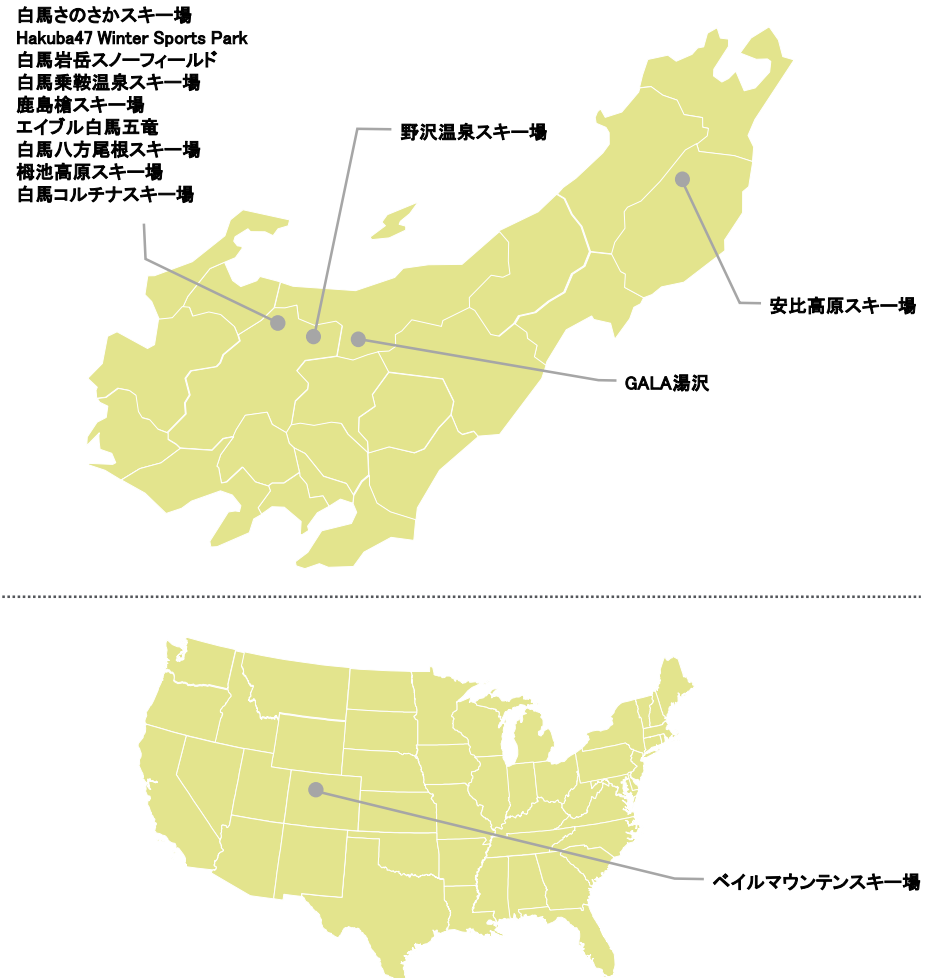 白馬さのさかスキー場
Hakuba47 Winter Sports Park
白馬岩岳スノーフィールド
白馬乗鞍温泉スキー場
鹿島槍スキー場
エイブル白馬五竜
白馬八方尾根スキー場
栂池高原スキー場
白馬コルチナスキー場
野沢温泉スキー場
安比高原スキー場
GALA湯沢
ベイルマウンテンスキー場